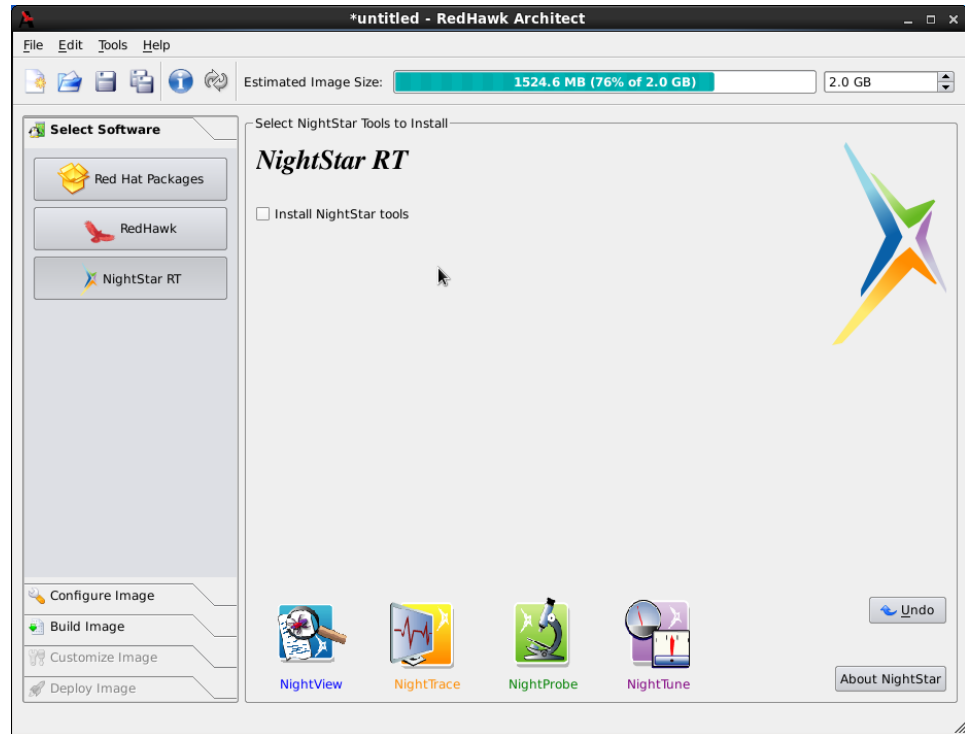 *untitled - RedHawk Architect
File Edit Tools Help
Estimated Image Size: 1524.6 MB (76% of 2.0 GB) 2.0 GB
Select Software
Red Hat Packages
RedHawk
NightStar RT
Configure Image
Build Image
Customize Image
Deploy Image
Select NightStar Tools to Install
NightStar RT
Install NightStar tools
NightView NightTrace NightProbe NightTune
Undo
About NightStar